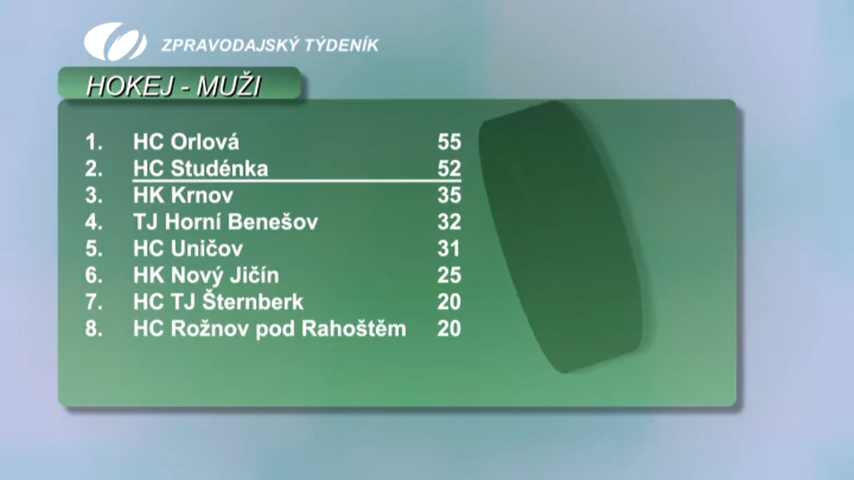 ZPRAVODAJSKÝ TÝDENÍK
HOKEJ - MUŽI
1. HC Orlová 55
2. HC Studénka 52
3. HK Krnov 35
4. TJ Horní Benešov 32
5. HC Uničov 31
6. HK Nový Jičín 25
7. HC TJ Šternberk 20
8. HC Rožnov pod Rahoštěm 20